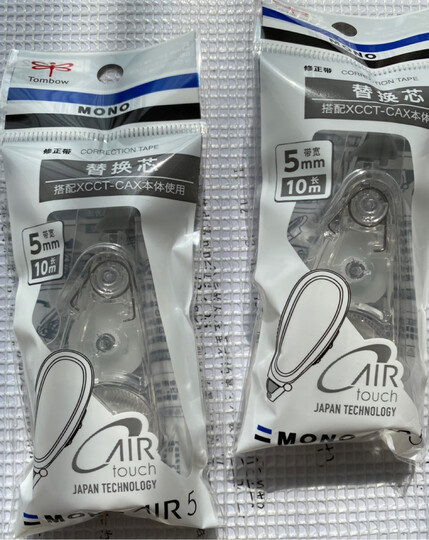 Tombow
MONO
修正带 CORRECTION TAPE
替换芯
搭配XCCT-CAX本体使用
5mm 带宽
10m 长
AIR
touch
JAPAN TECHNOLOGY
AIR 5
修正带 CORRECTION TAPE
替换芯
搭配XCCT-CAX本体
5mm 带宽
10m 长
AIR
touch
JAPAN TECHNOLOGY
MONO